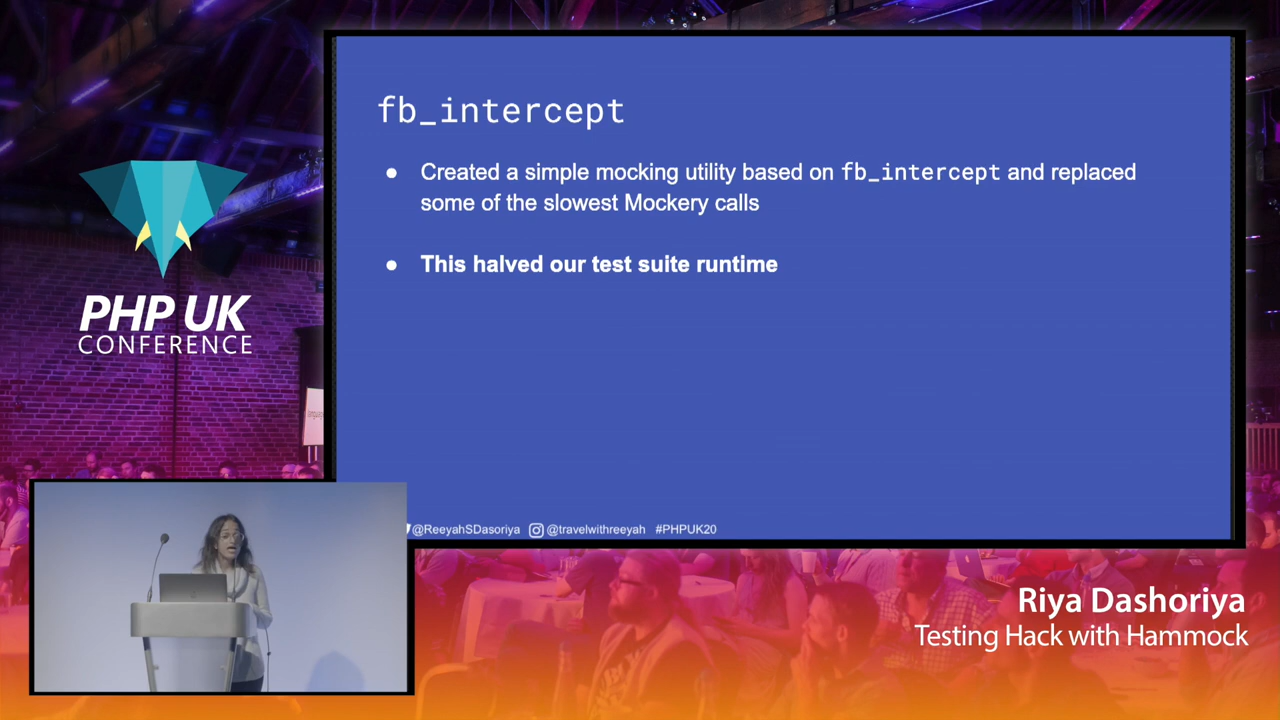 fb_intercept
● Created a simple mocking utility based on fb_intercept and replaced
some of the slowest Mockery calls
● This halved our test suite runtime
@ReeyahSDasoriya @travelwithreeyah #PHPUK20
PHP UK
CONFERENCE
Riya Dashoriya
Testing Hack with Hammock